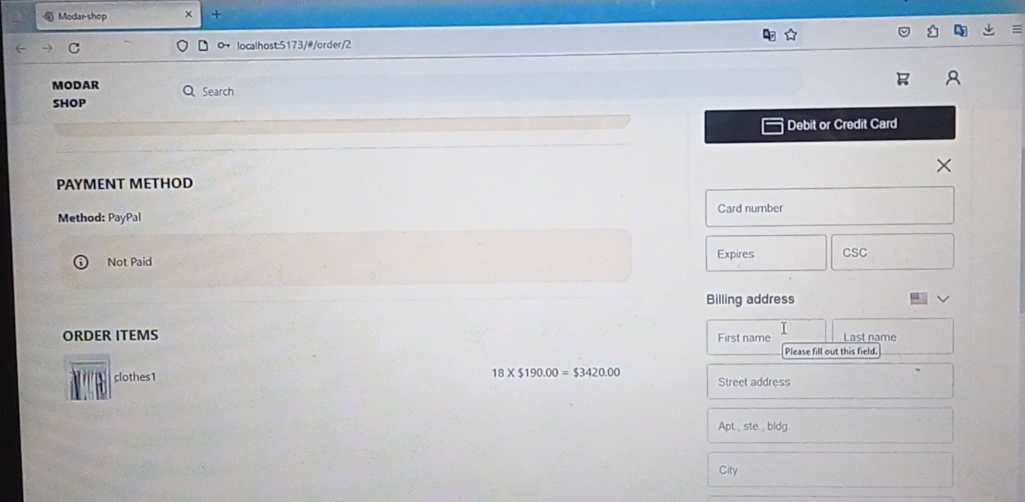 Modar-shop
localhost:5173/#/order/2
MODAR
SHOP
Search
PAYMENT METHOD
Method: PayPal
Not Paid
ORDER ITEMS
clothes1
18 X $190.00 = $3420.00
Debit or Credit Card
Card number
Expires
CSC
Billing address
First name
Last name
Please fill out this field.
Street address
Apt., ste., bldg.
City